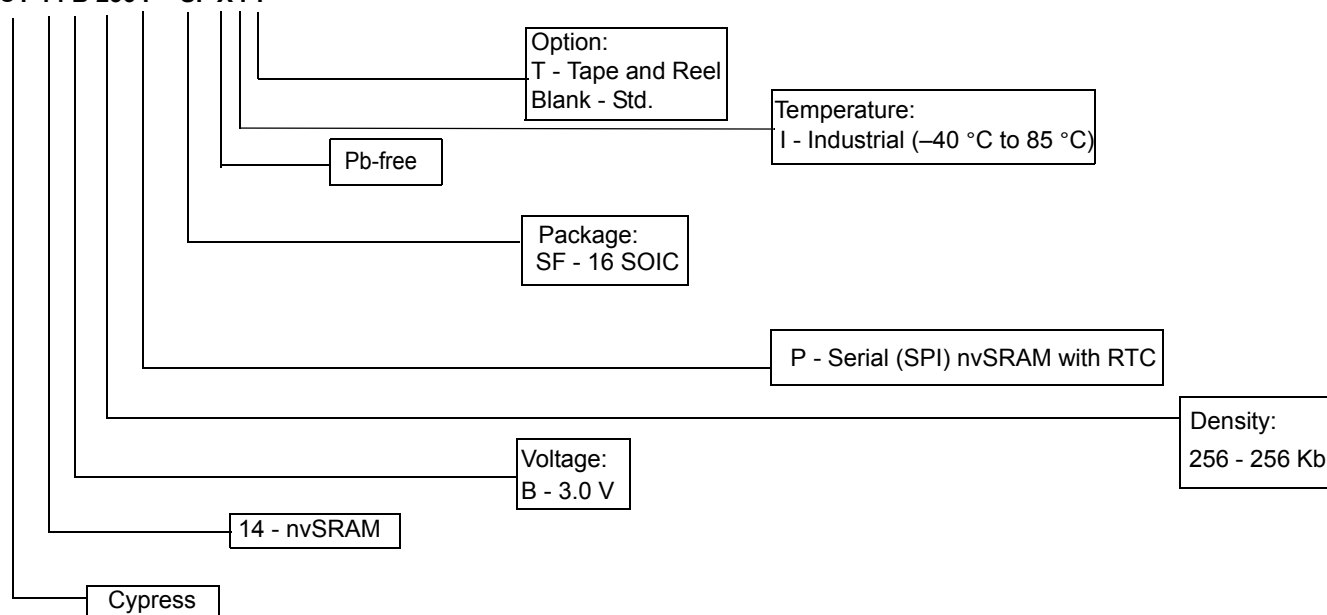 Option:
T - Tape and Reel
Blank - Std.
Temperature:
I - Industrial (–40 °C to 85 °C)
Pb-free
Package:
SF - 16 SOIC
P - Serial (SPI) nvSRAM with RTC
Density:
256 - 256 Kb
Voltage:
B - 3.0 V
14 - nvSRAM
Cypress